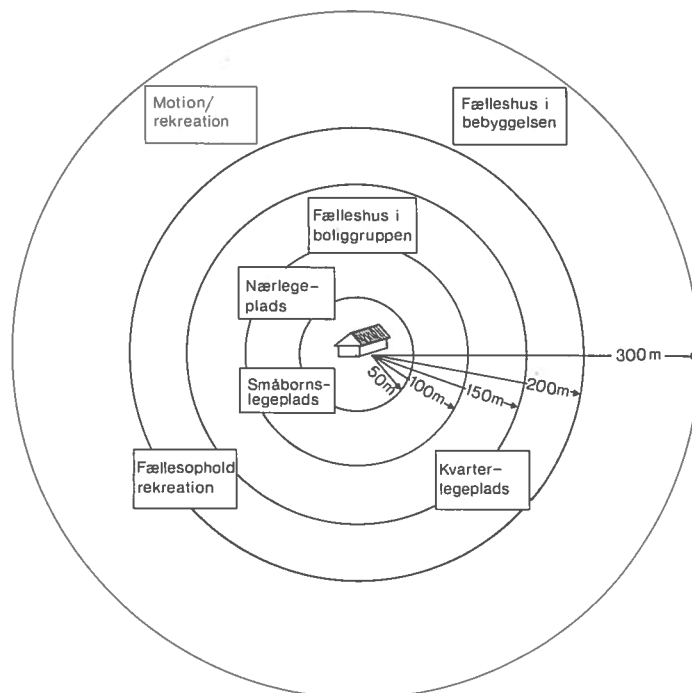 Motion/
rekreation
Fælleshus i
bebyggelsen
Fælleshus i
boliggruppen
Nærlege-
plads
300m
200m
150m
100m
50m
Småborns-
legeplads
Fællesophold
rekreation
Kvarter-
legeplads